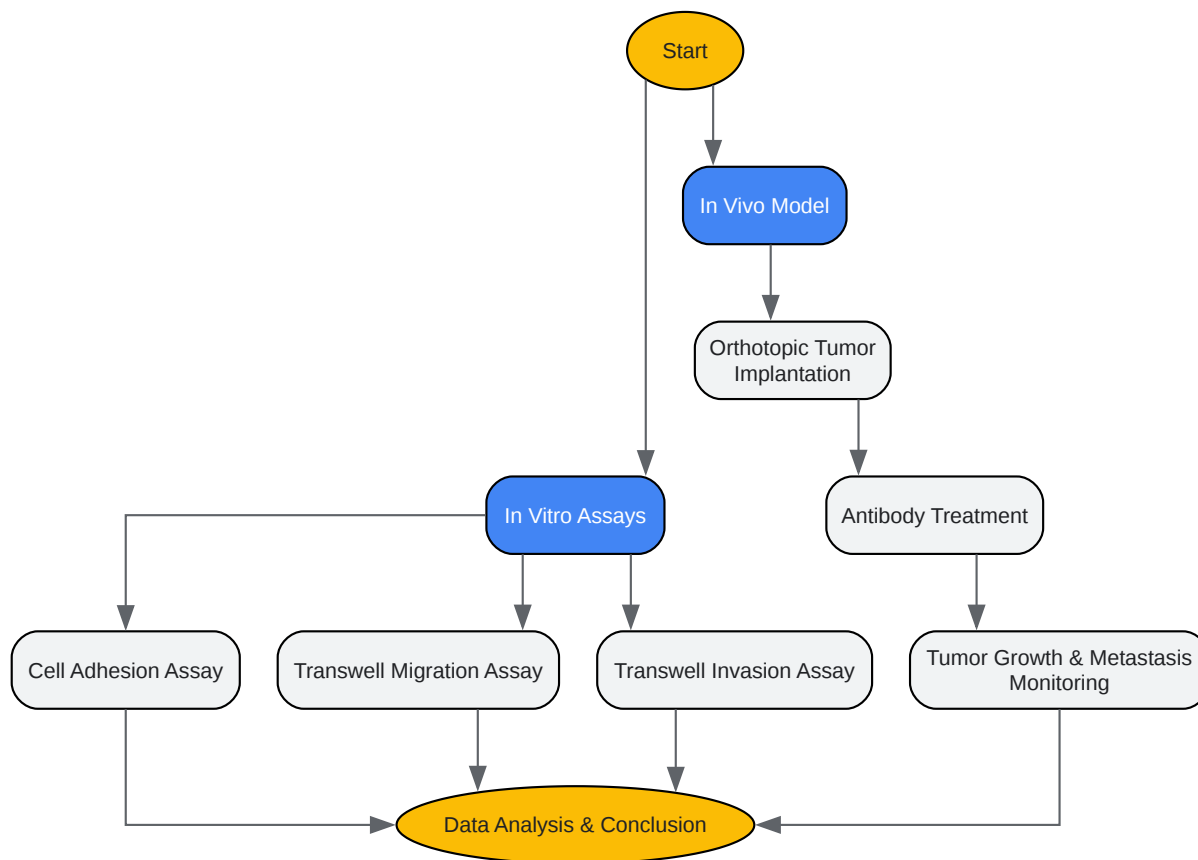 Start
In Vivo Model
Orthotopic Tumor
Implantation
In Vitro Assays
Antibody Treatment
Cell Adhesion Assay
Transwell Migration Assay
Transwell Invasion Assay
Tumor Growth & Metastasis
Monitoring
Data Analysis & Conclusion